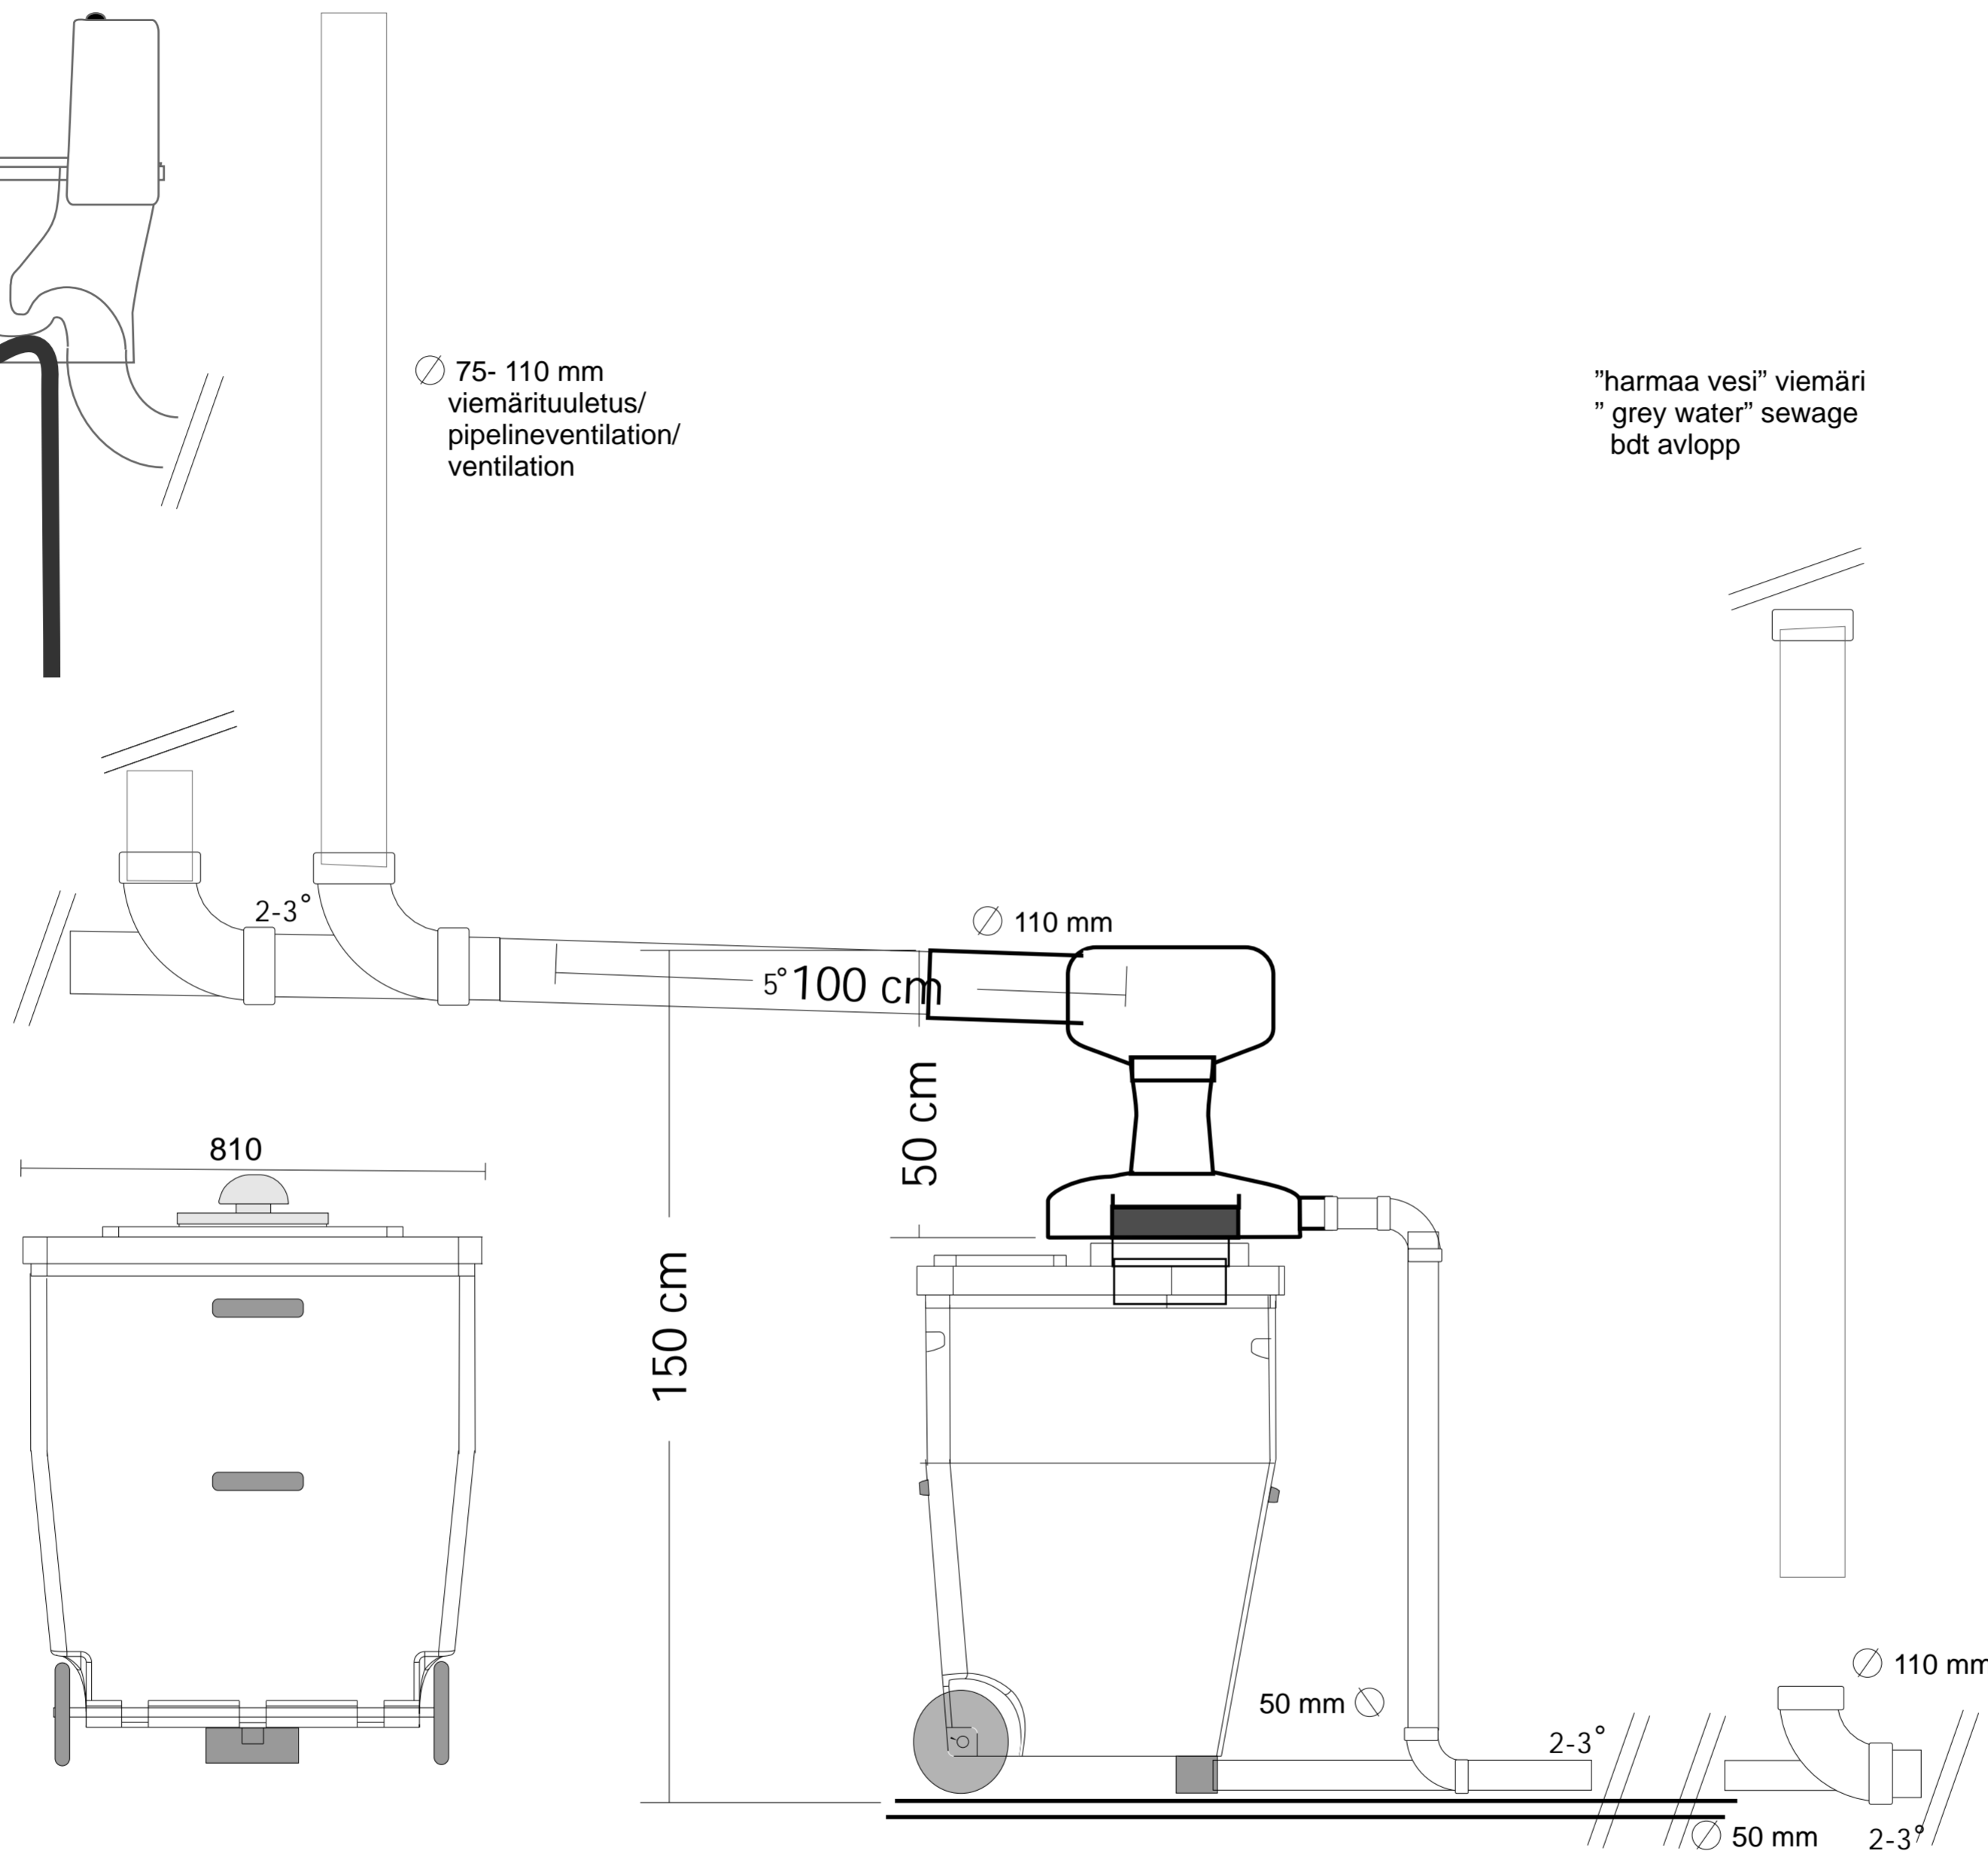 ∅ 75- 110 mm
viemärituuletus/
pipelineventilation/
ventilation
”harmaa vesi” viemäri
” grey water” sewage
bdt avlopp
2-3°
∅ 110 mm
5° 100 cm
50 cm
810
150 cm
∅ 110 mm
50 mm ∅
2-3°
∅ 50 mm
2-3°